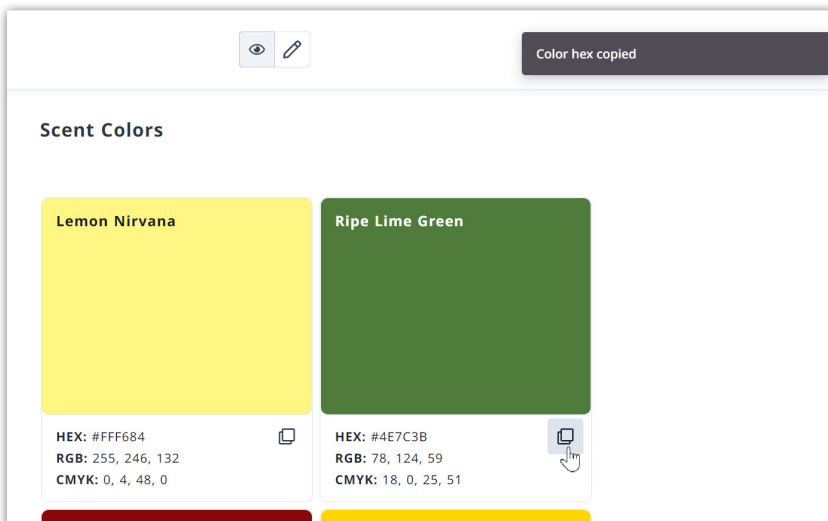 Color hex copied
Scent Colors
Lemon Nirvana
Ripe Lime Green
HEX: #FFF684
RGB: 255, 246, 132
CMYK: 0, 4, 48, 0
HEX: #4E7C3B
RGB: 78, 124, 59
CMYK: 18, 0, 25, 51